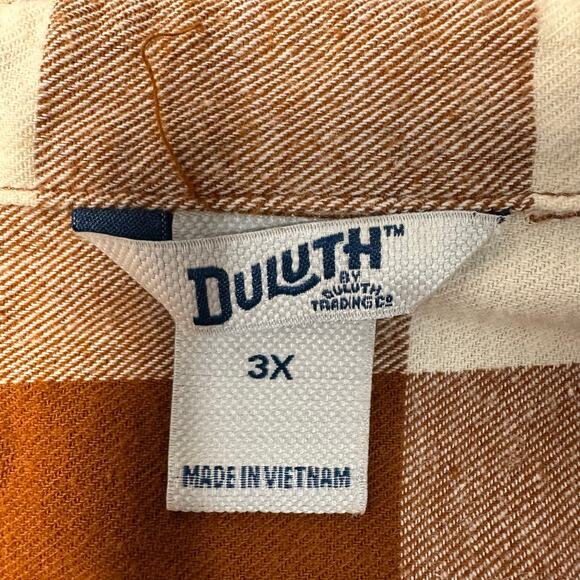 DULUTH™
BY
DULUTH
TRADING Cº
3X
MADE IN VIETNAM